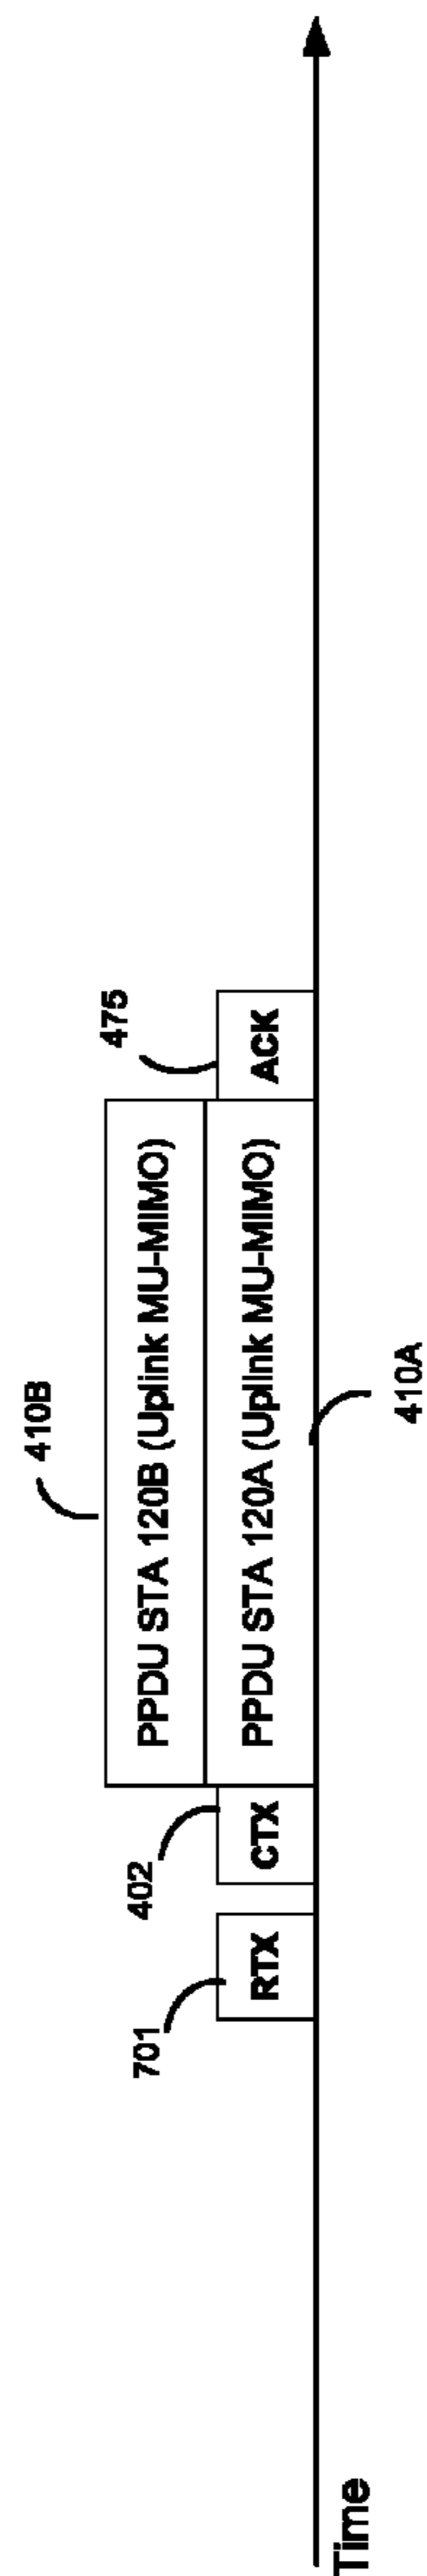 410B
475
402
701
PPDU STA 120B (Uplink MU-MIMO)
RTX
CTX
PPDU STA 120A (Uplink MU-MIMO)
ACK
410A
Time